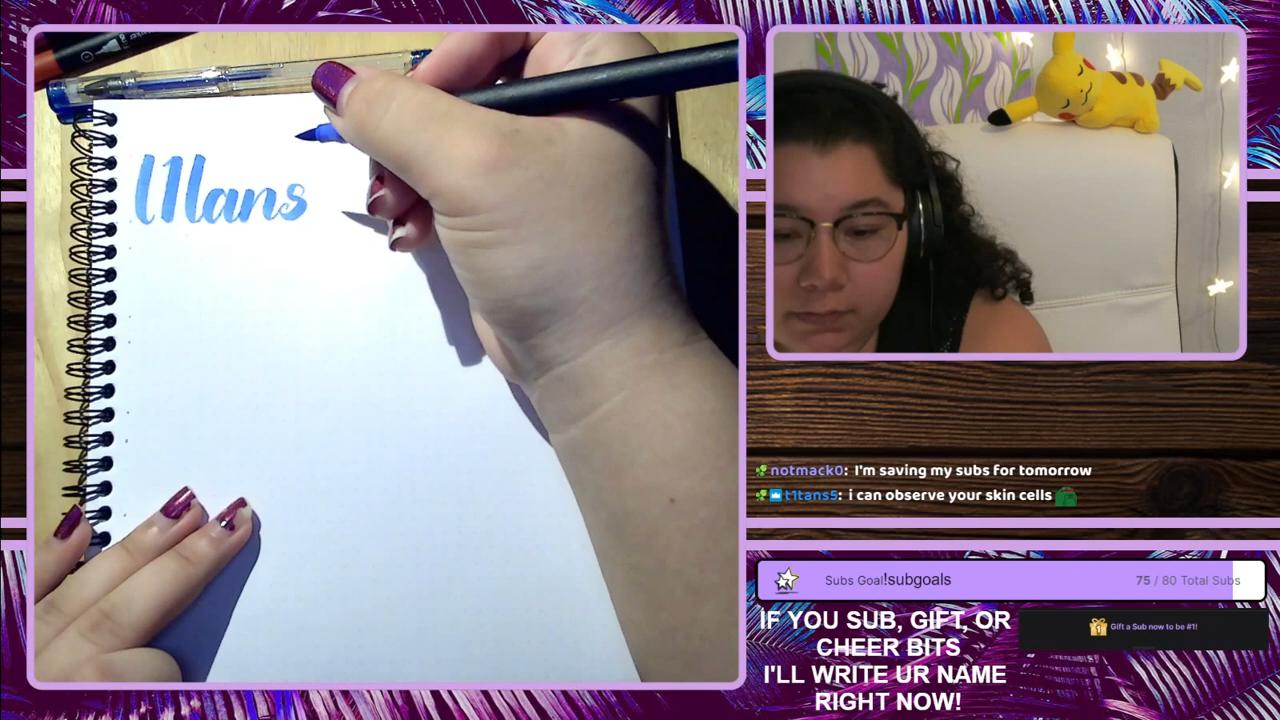 l1lans
notmack0: I'm saving my subs for tomorrow
t1tans5: i can observe your skin cells
Subs Goal!subgoals
75 / 80 Total Subs
IF YOU SUB, GIFT, OR
CHEER BITS
I'LL WRITE UR NAME
RIGHT NOW!
1
Gift a Sub now to be #1!